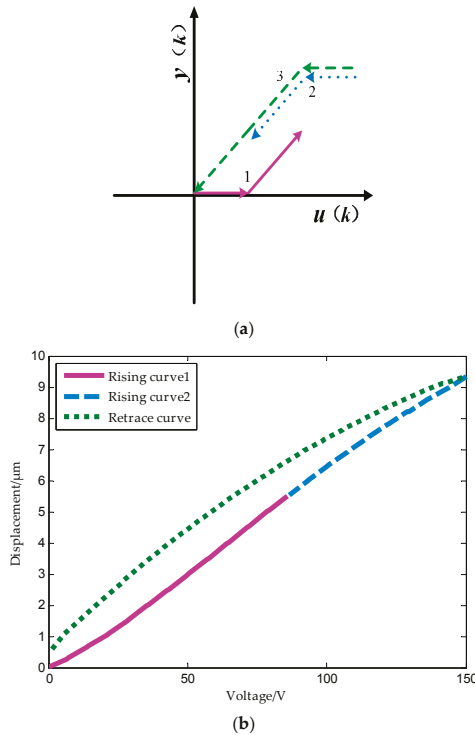 y (k)
3
2
1
u (k)
(a)
10
9
8
7
6
5
4
3
2
1
0
Displacement/μm
Rising curve1
Rising curve2
Retrace curve
0
50
100
150
Voltage/V
(b)